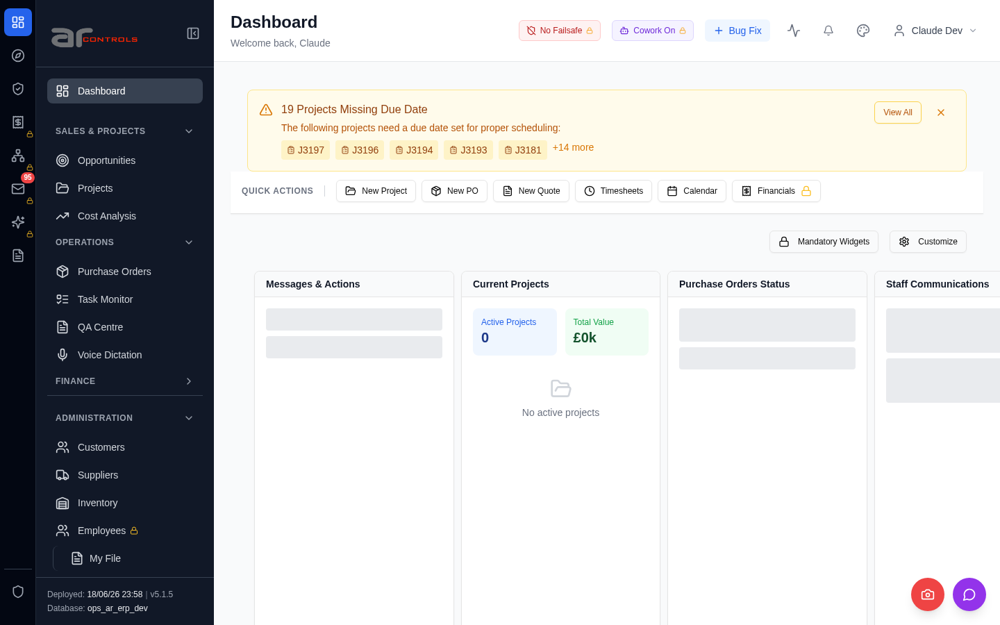 ar CONTROLS
Dashboard
SALES & PROJECTS
Opportunities
Projects
Cost Analysis
OPERATIONS
Purchase Orders
Task Monitor
QA Centre
Voice Dictation
FINANCE
ADMINISTRATION
Customers
Suppliers
Inventory
Employees
My File
Deployed: 18/06/26 23:58 | v5.1.5
Database: ops_ar_erp_dev
95
Dashboard
Welcome back, Claude
No Failsafe
Cowork On
Bug Fix
Claude Dev
19 Projects Missing Due Date
The following projects need a due date set for proper scheduling:
J3197 J3196 J3194 J3193 J3181 +14 more
View All
QUICK ACTIONS
New Project
New PO
New Quote
Timesheets
Calendar
Financials
Mandatory Widgets
Customize
Messages & Actions
Current Projects
Active Projects
0
Total Value
£0k
No active projects
Purchase Orders Status
Staff Communications